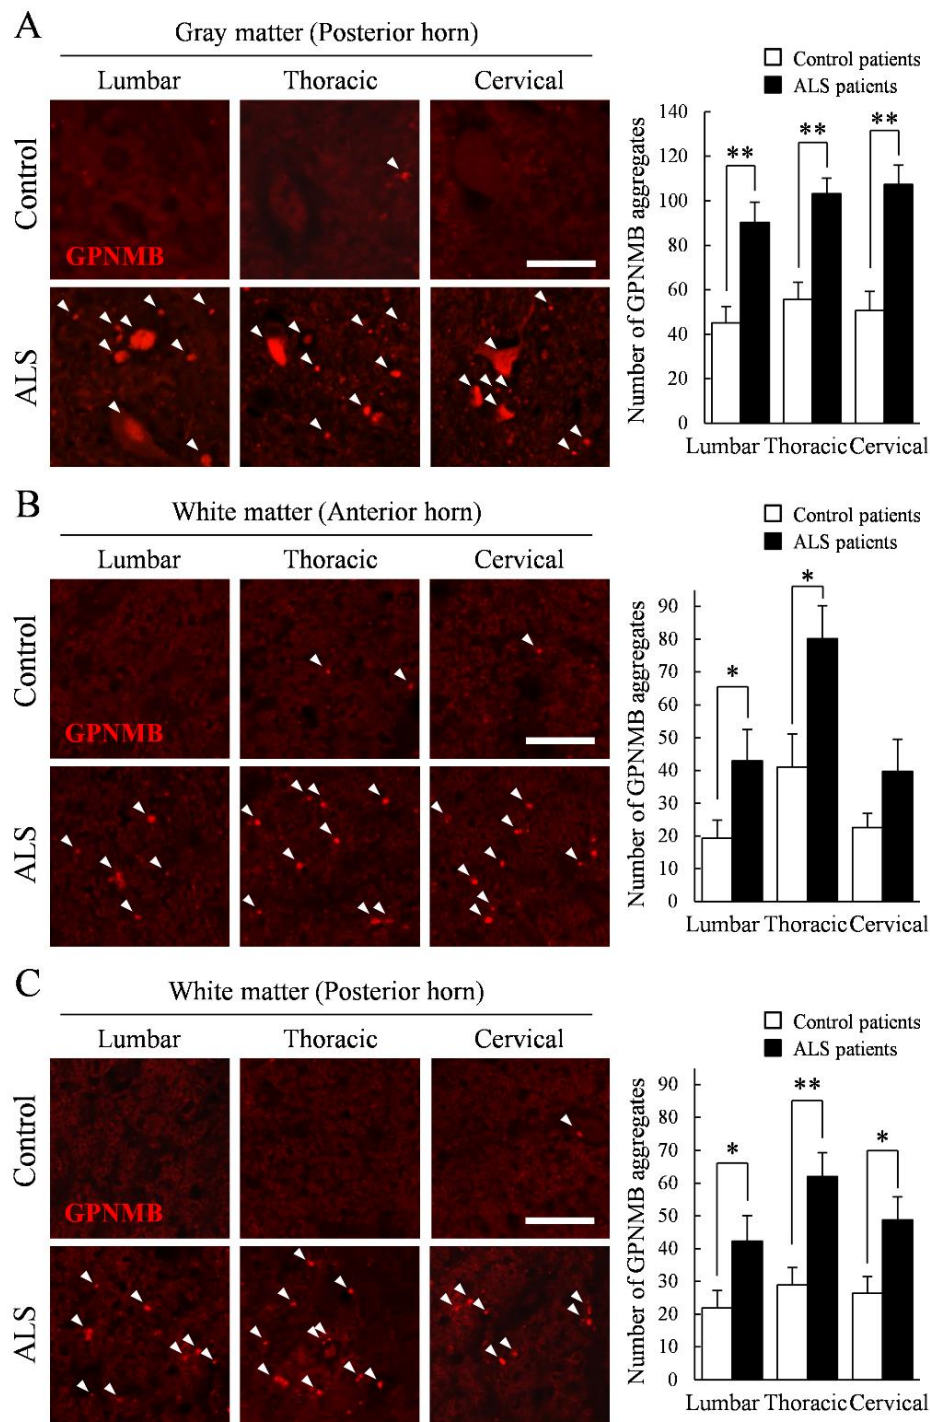 A
Gray matter (Posterior horn)
Lumbar
Thoracic
Cervical
Control
GPNMB
ALS
Control patients
ALS patients
Number of GPNMB aggregates
140
120
100
80
60
40
20
0
**
**
**
Lumbar Thoracic Cervical
B
White matter (Anterior horn)
Lumbar
Thoracic
Cervical
Control
GPNMB
ALS
Control patients
ALS patients
Number of GPNMB aggregates
90
80
70
60
50
40
30
20
10
0
*
*
Lumbar Thoracic Cervical
C
White matter (Posterior horn)
Lumbar
Thoracic
Cervical
Control
GPNMB
ALS
Control patients
ALS patients
Number of GPNMB aggregates
90
80
70
60
50
40
30
20
10
0
*
**
*
Lumbar Thoracic Cervical